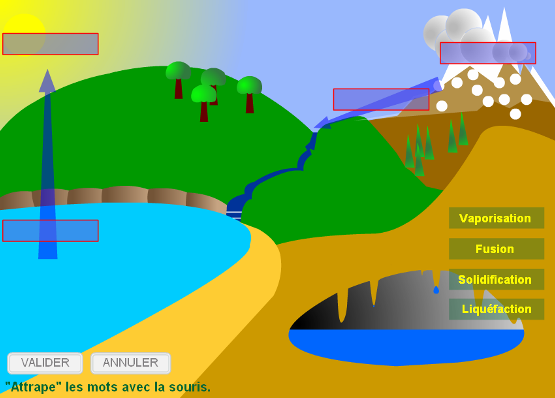 Vaporisation
Fusion
Solidification
Liquéfaction
VALIDER ANNULER
"Attrape" les mots avec la souris.